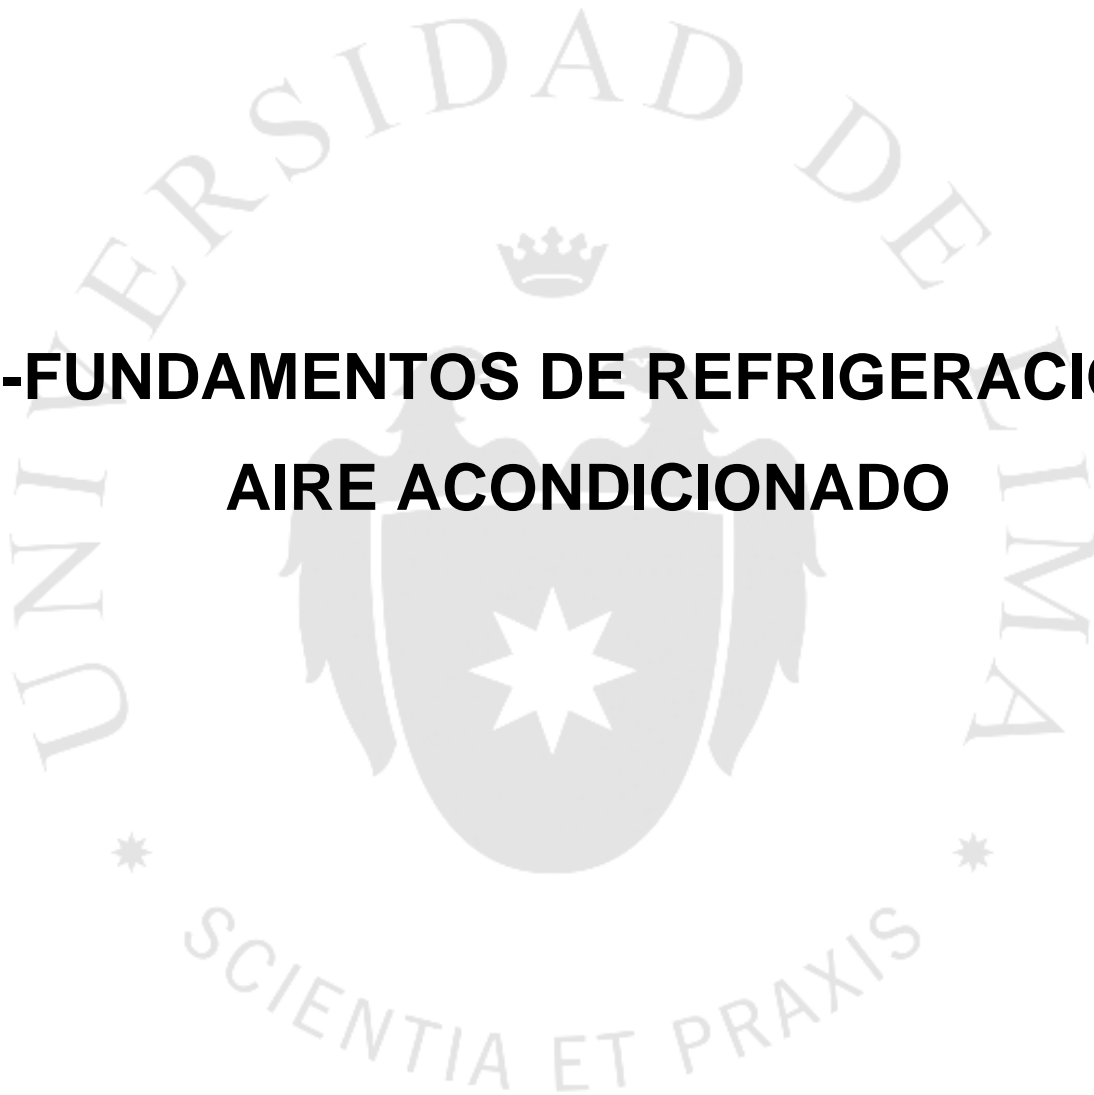 UNIVERSIDAD DE LIMA
-FUNDAMENTOS DE REFRIGERACI
AIRE ACONDICIONADO
SCIENTIA ET PRAXIS